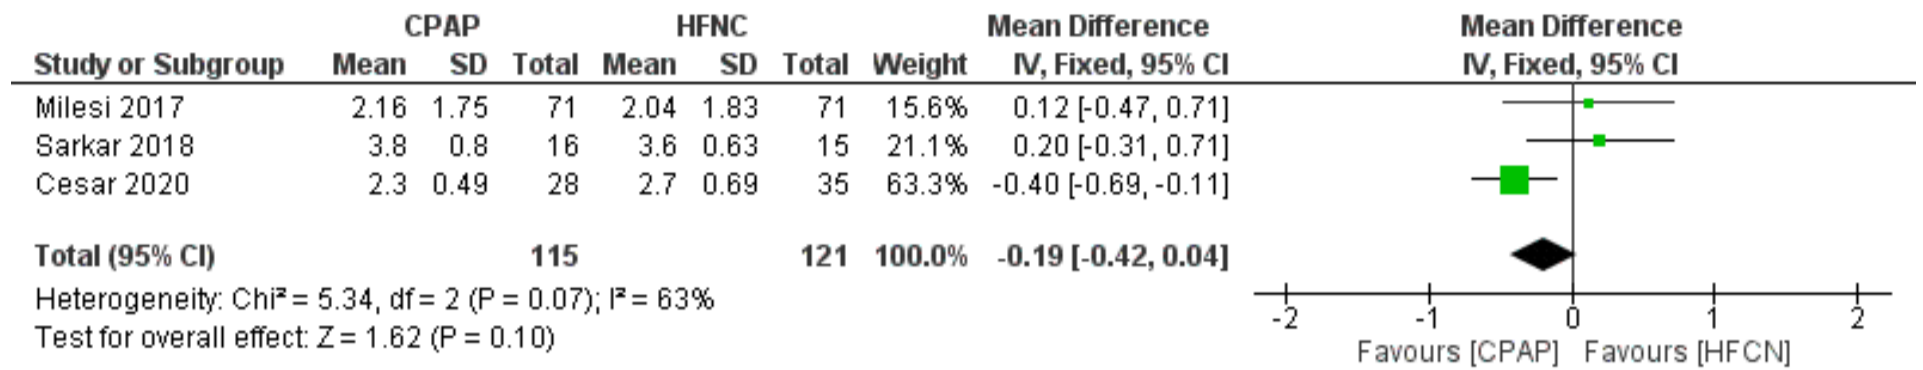 CPAP HFNC Mean Difference Mean Difference
Study or Subgroup Mean SD Total Mean SD Total Weight IV, Fixed, 95% CI IV, Fixed, 95% CI
Milesi 2017 2.16 1.75 71 2.04 1.83 71 15.6% 0.12 [-0.47, 0.71]
Sarkar 2018 3.8 0.8 16 3.6 0.63 15 21.1% 0.20 [-0.31, 0.71]
Cesar 2020 2.3 0.49 28 2.7 0.69 35 63.3% -0.40 [-0.69, -0.11]
Total (95% CI) 115 121 100.0% -0.19 [-0.42, 0.04]
Heterogeneity: Chi² = 5.34, df = 2 (P = 0.07); I² = 63%
Test for overall effect: Z = 1.62 (P = 0.10)
-2 -1 0 1 2
Favours [CPAP] Favours [HFCN]